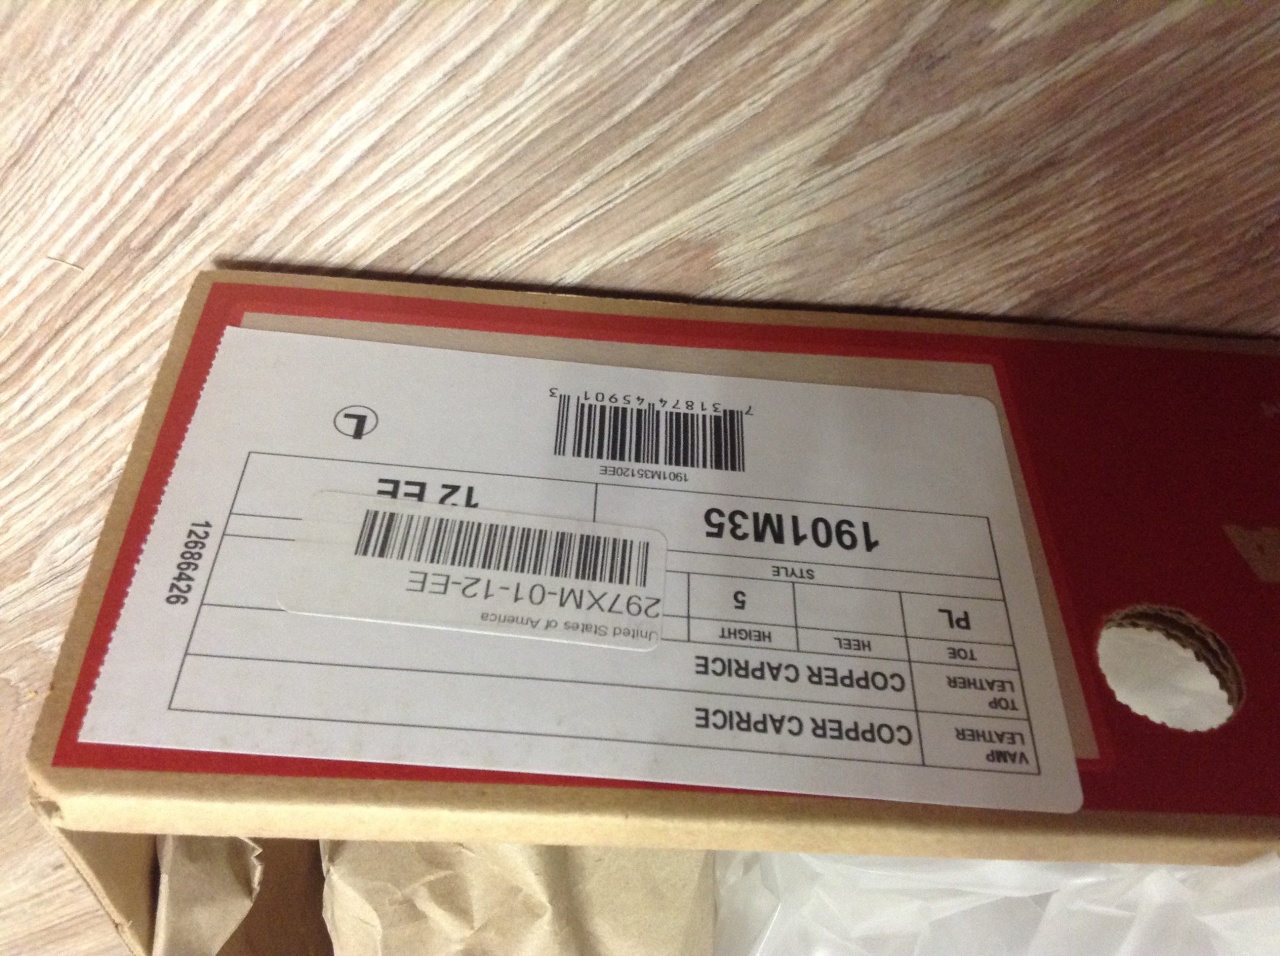 VAMP LEATHER COPPER CAPRICE
TOP LEATHER COPPER CAPRICE
TOE HEEL HEIGHT
PL 5
United States of America
297XM-01-12-EE
STYLE
1901M35 12 EE
1901M35120EE
7 31874 45901 3
L
12686426